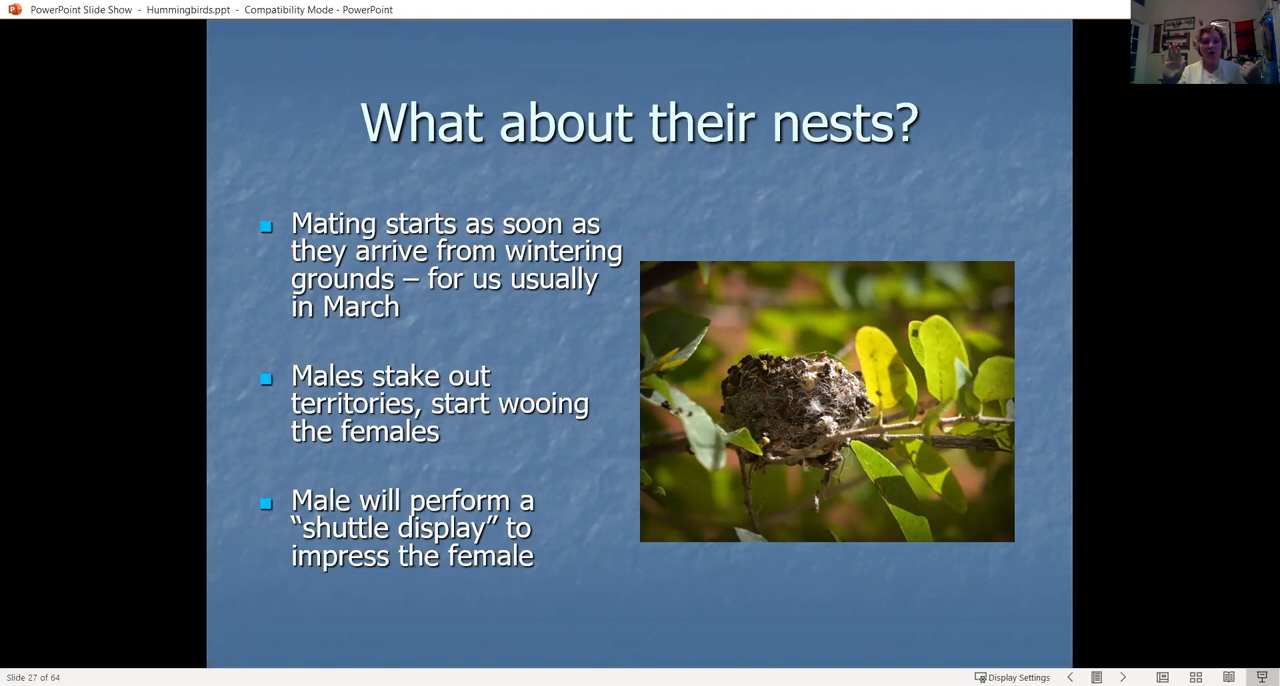 PowerPoint Slide Show - Hummingbirds.ppt - Compatibility Mode - PowerPoint
What about their nests?
Mating starts as soon as
they arrive from wintering
grounds – for us usually
in March
Males stake out
territories, start wooing
the females
Male will perform a
“shuttle display” to
impress the female
Slide 27 of 64
Display Settings